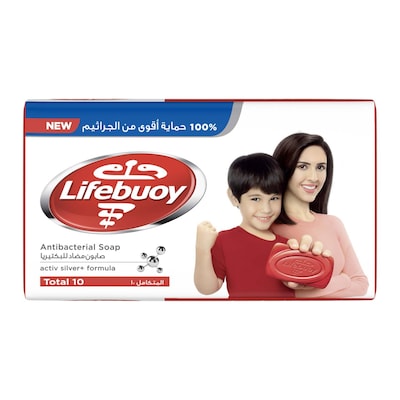 NEW 100% حماية أقوى من الجراثيم
Lifebuoy
Antibacterial Soap
صابون مضاد للبكتيريا
activ silver+ formula
Total 10 المتكامل ١٠